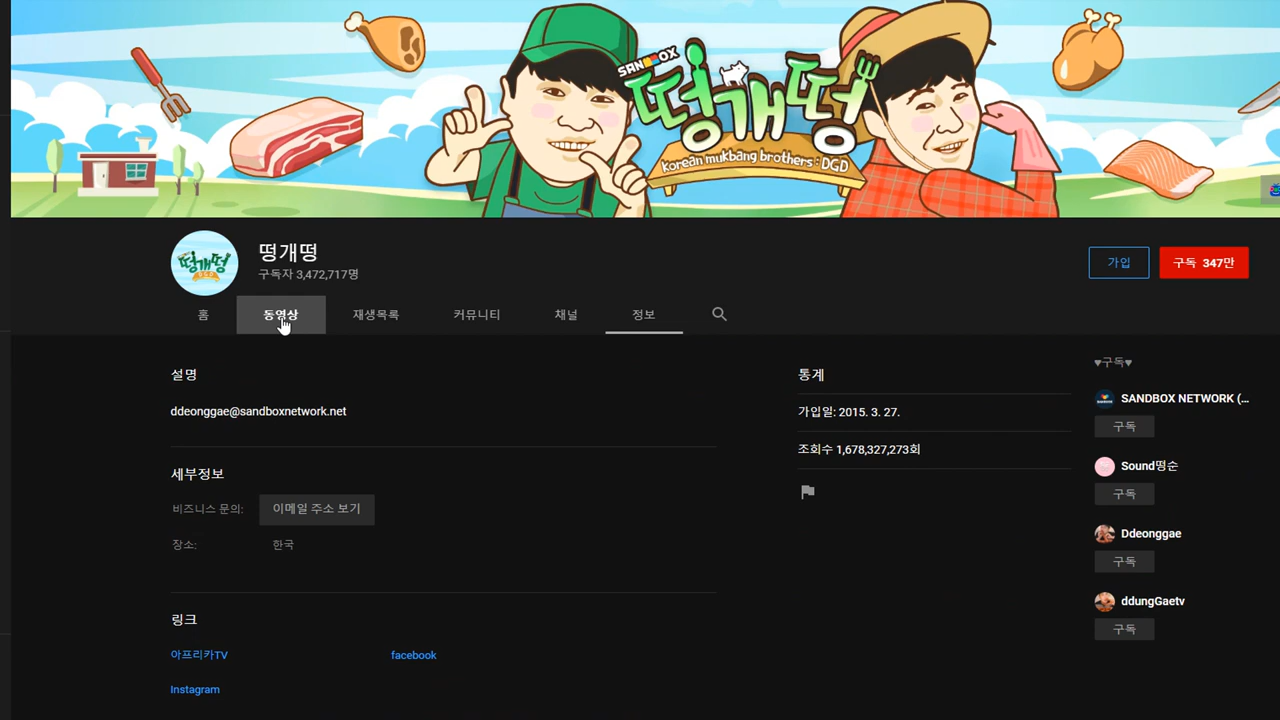 SANDBOX
떵개떵
korean mukbang brothers : DGD
떵개떵
DGD
떵개떵
구독자 3,472,717명
가입
구독 347만
홈
동영상
재생목록
커뮤니티
채널
정보
설명
ddeonggae@sandboxnetwork.net
세부정보
비즈니스 문의:
이메일 주소 보기
장소:
한국
링크
아프리카TV
facebook
Instagram
통계
가입일: 2015. 3. 27.
조회수 1,678,327,273회
♥구독♥
SANDBOX NETWORK (...
구독
Sound떵순
구독
Ddeonggae
구독
ddungGaetv
구독